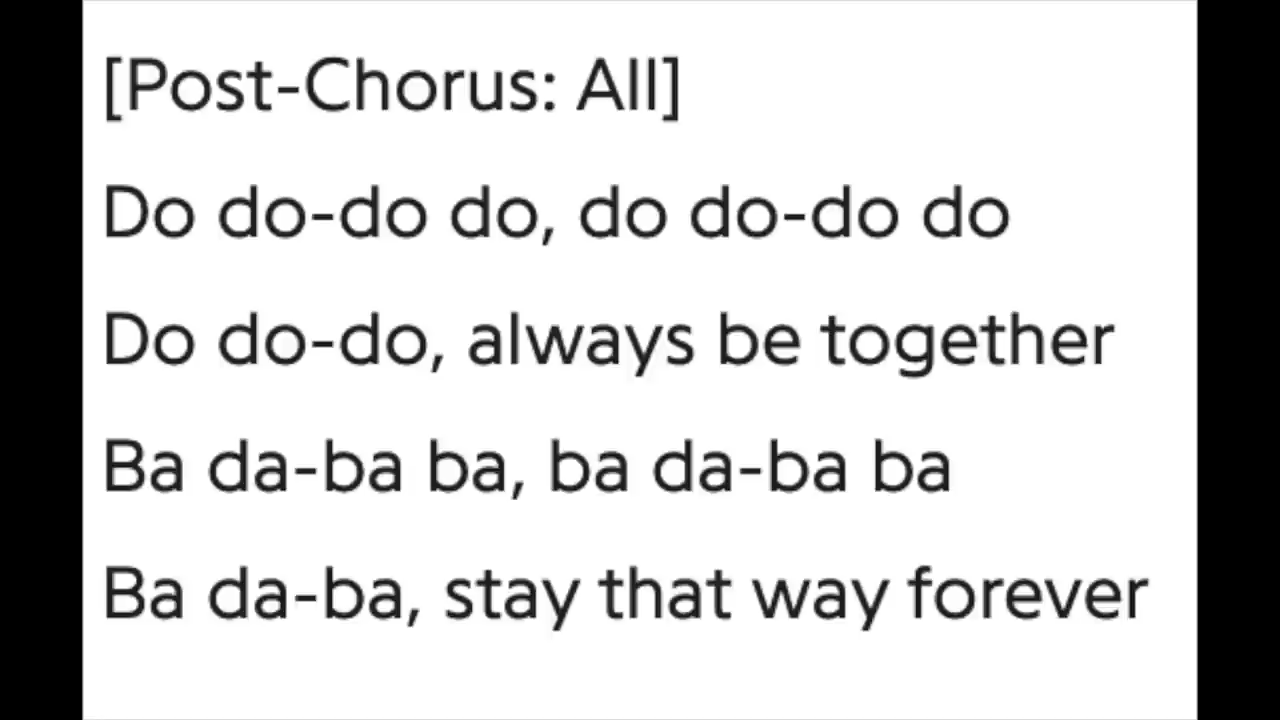 [Post-Chorus: All]
Do do-do do, do do-do do
Do do-do, always be together
Ba da-ba ba, ba da-ba ba
Ba da-ba, stay that way forever